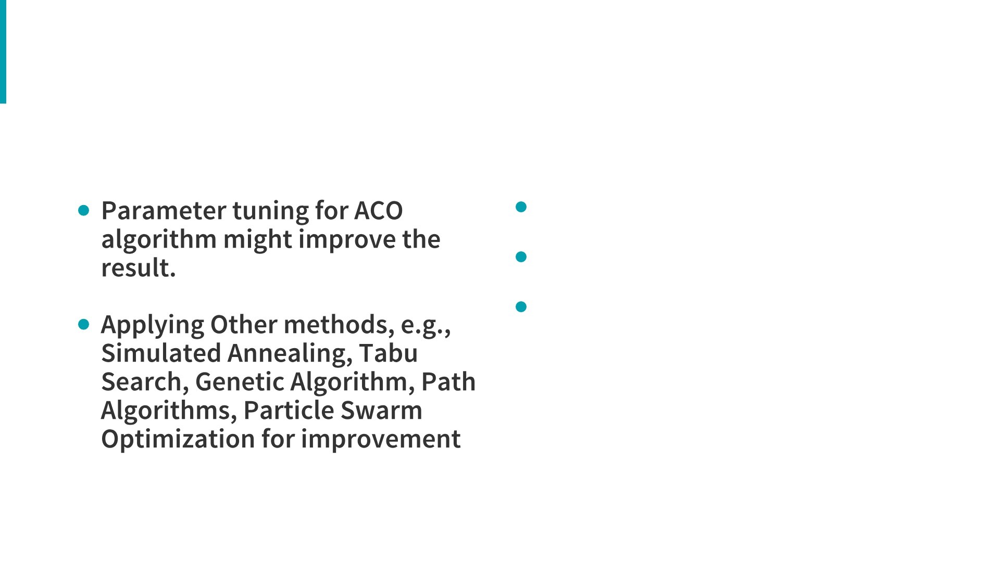 Parameter tuning for ACO
algorithm might improve the
result.
Applying Other methods, e.g.,
Simulated Annealing, Tabu
Search, Genetic Algorithm, Path
Algorithms, Particle Swarm
Optimization for improvement